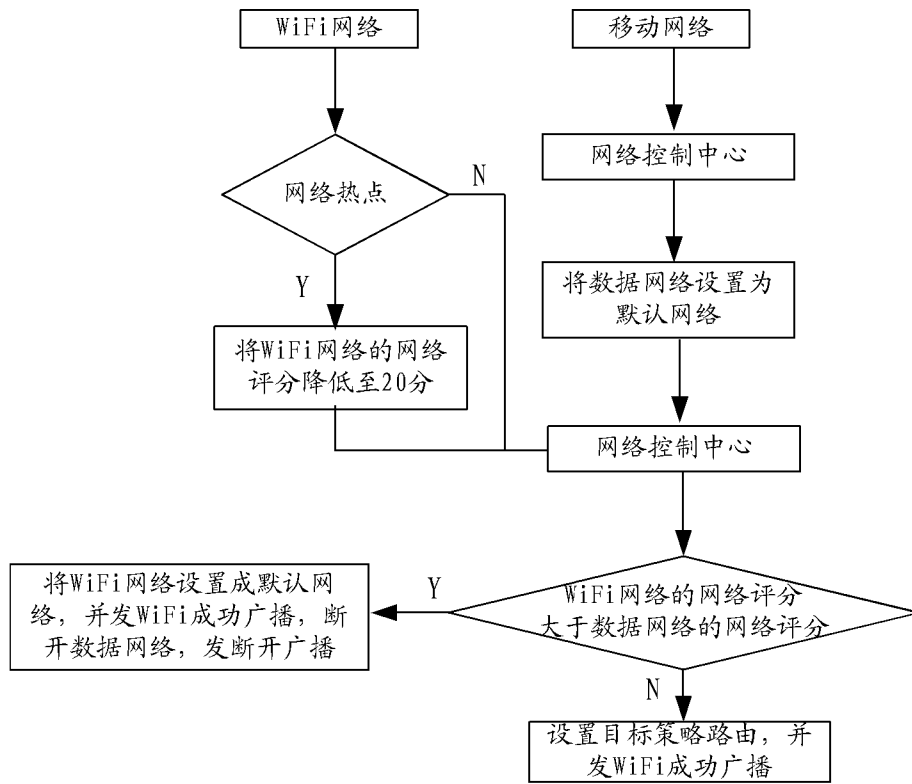 WiFi网络
移动网络
网络控制中心
网络热点
N
Y
将数据网络设置为
默认网络
将WiFi网络的网络
评分降低至20分
网络控制中心
WiFi网络的网络评分
大于数据网络的网络评分
Y
将WiFi网络设置成默认网
络，并发WiFi成功广播，断
开数据网络，发断开广播
N
设置目标策略路由，并
发WiFi成功广播